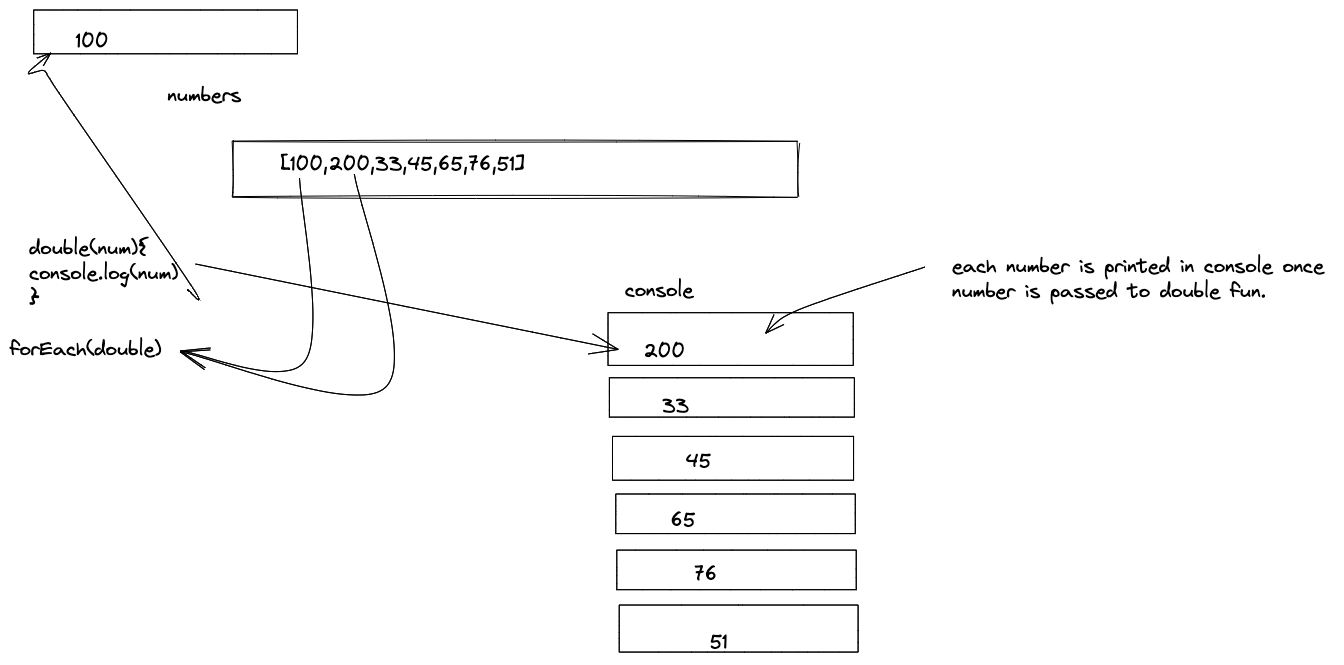 100
numbers
[100,200,33,45,65,76,51]
double(num){
console.log(num)
}
forEach(double)
each number is printed in console once
number is passed to double fun.
console
200
33
45
65
76
51